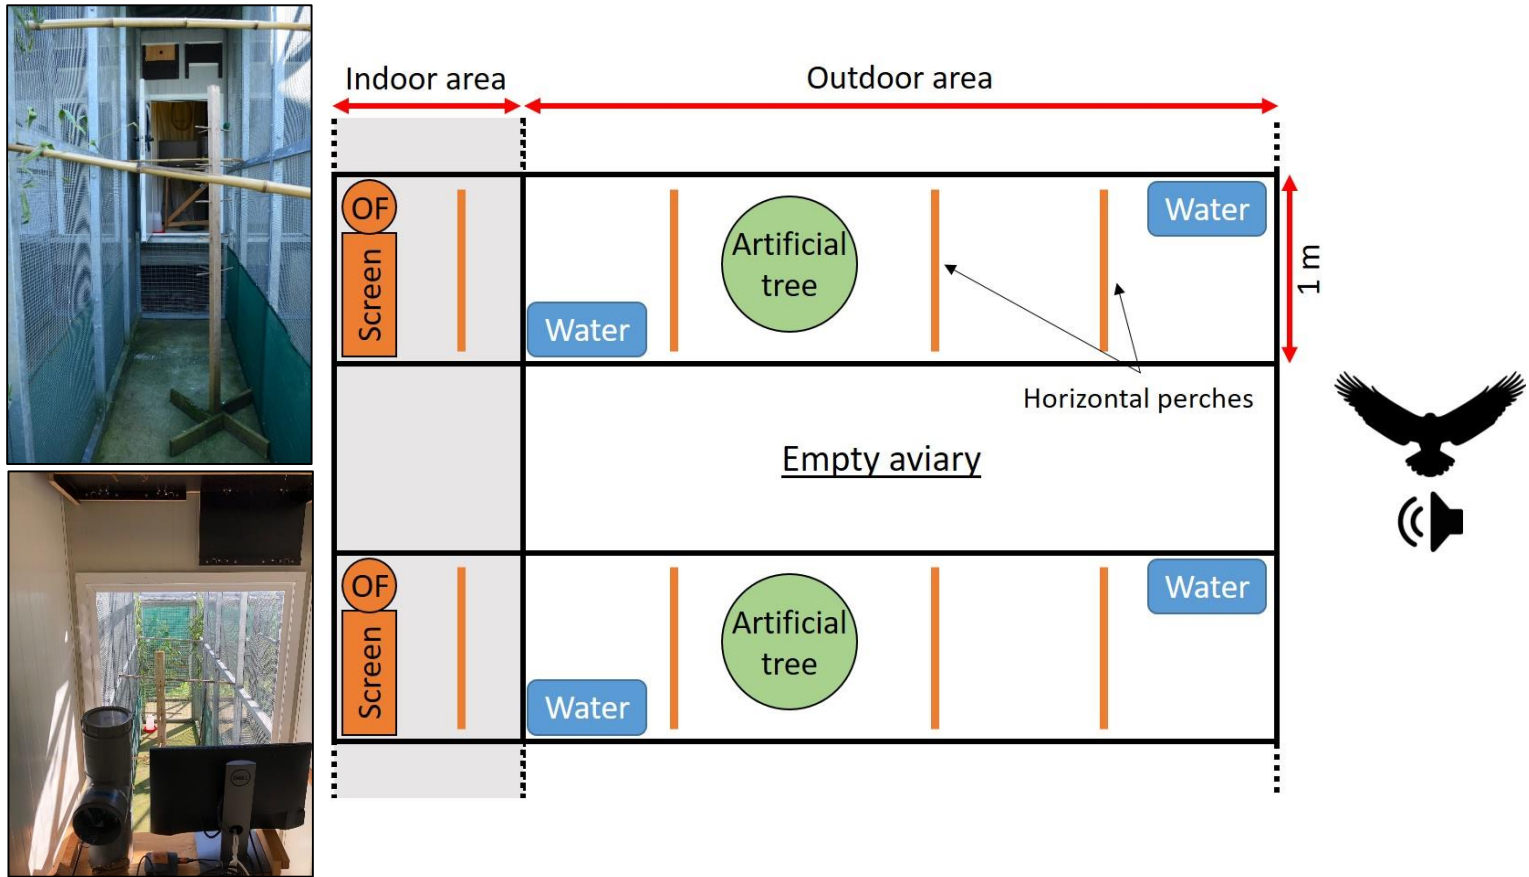 Indoor area
Outdoor area
OF
Screen
Water
Artificial
tree
Water
1 m
Horizontal perches
Empty aviary
OF
Screen
Water
Artificial
tree
Water
DELL